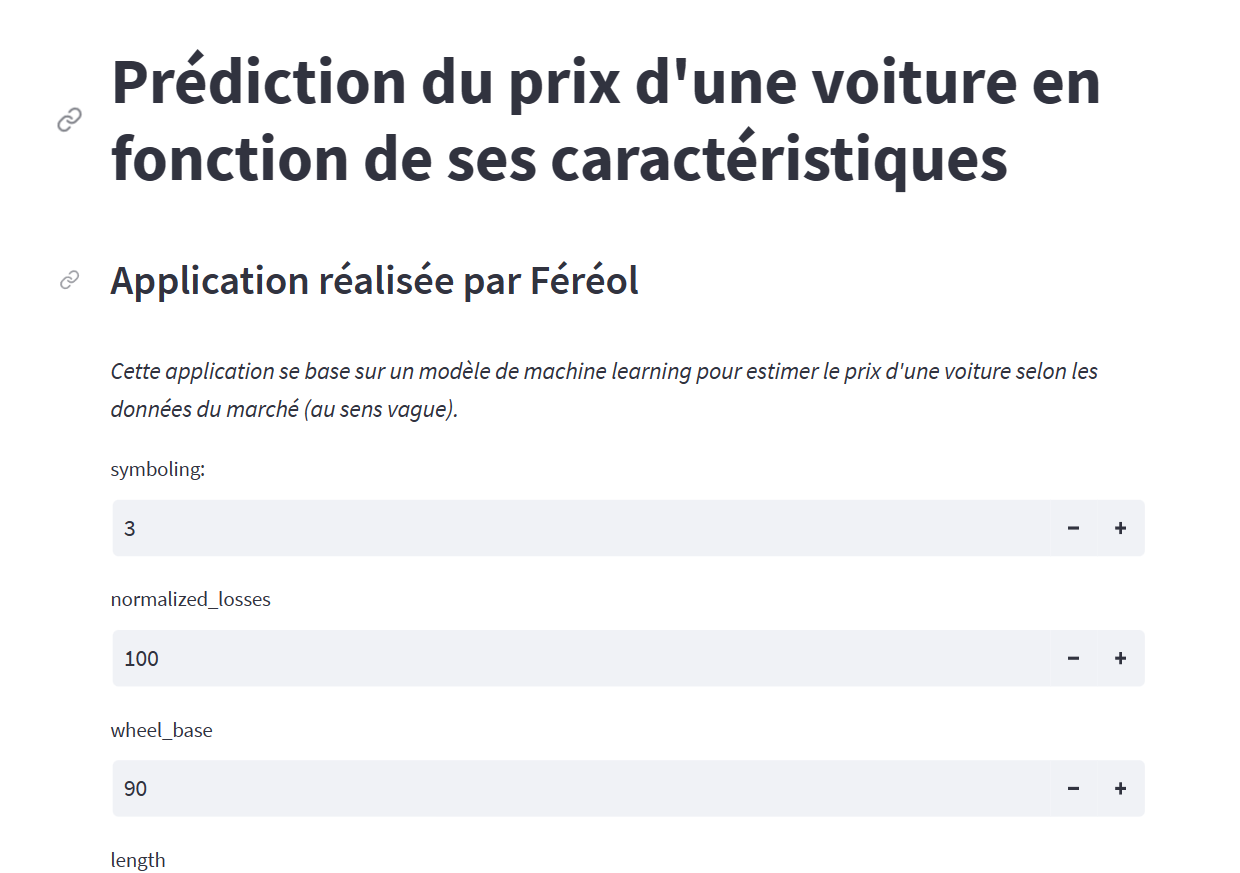 Prédiction du prix d'une voiture en
fonction de ses caractéristiques
Application réalisée par Féréol
Cette application se base sur un modèle de machine learning pour estimer le prix d'une voiture selon les
données du marché (au sens vague).
symboling:
3
normalized_losses
100
wheel_base
90
length